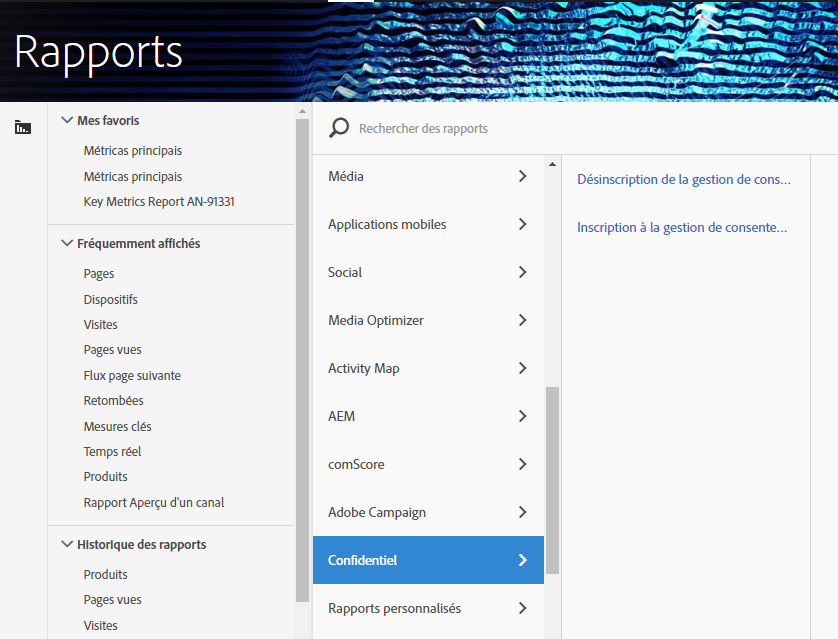 Rapports
Mes favoris
Métricas principais
Métricas principais
Key Metrics Report AN-91331
Fréquemment affichés
Pages
Dispositifs
Visites
Pages vues
Flux page suivante
Retombées
Mesures clés
Temps réel
Produits
Rapport Aperçu d'un canal
Historique des rapports
Produits
Pages vues
Visites
Rechercher des rapports
Média
Applications mobiles
Social
Media Optimizer
Activity Map
AEM
comScore
Adobe Campaign
Confidentiel
Rapports personnalisés
Désinscription de la gestion de cons...
Inscription à la gestion de consente...